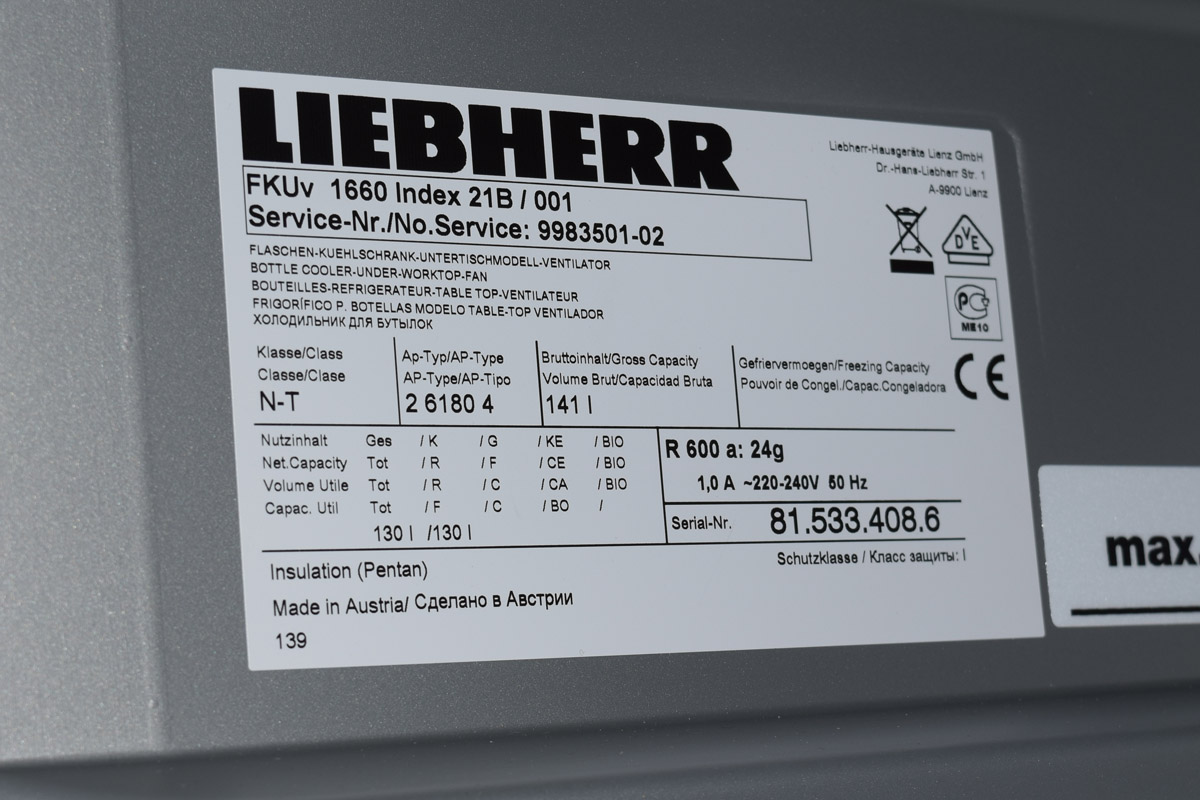 LIEBHERR
Liebherr-Hausgeräte Lienz GmbH
Dr.-Hans-Liebherr Str. 1
A-9900 Lienz
FKUv 1660 Index 21B / 001
Service-Nr./No.Service: 9983501-02
FLASCHEN-KUEHLSCHRANK-UNTERTISCHMODELL-VENTILATOR
BOTTLE COOLER-UNDER-WORKTOP-FAN
BOUTEILLES-REFRIGERATEUR-TABLE TOP-VENTILATEUR
FRIGORÍFICO P. BOTELLAS MODELO TABLE-TOP VENTILADOR
ХОЛОДИЛЬНИК ДЛЯ БУТЫЛОК
DVE
PC
ME10
CE
Klasse/Class
Classe/Clase
N-T
Ap-Typ/AP-Type
AP-Type/AP-Tipo
2 6180 4
Bruttoinhalt/Gross Capacity
Volume Brut/Capacidad Bruta
141 l
Gefriervermoegen/Freezing Capacity
Pouvoir de Congel./Capac.Congeladora
Nutzinhalt Ges / K / G / KE / BIO
Net.Capacity Tot / R / F / CE / BIO
Volume Utile Tot / R / C / CA / BIO
Capac. Util Tot / F / C / BO /
130 l /130 l
R 600 a: 24g
1,0 A ~220-240V 50 Hz
Serial-Nr. 81.533.408.6
Schutzklasse / Класс защиты: I
Insulation (Pentan)
Made in Austria/ Сделано в Австрии
139
max.